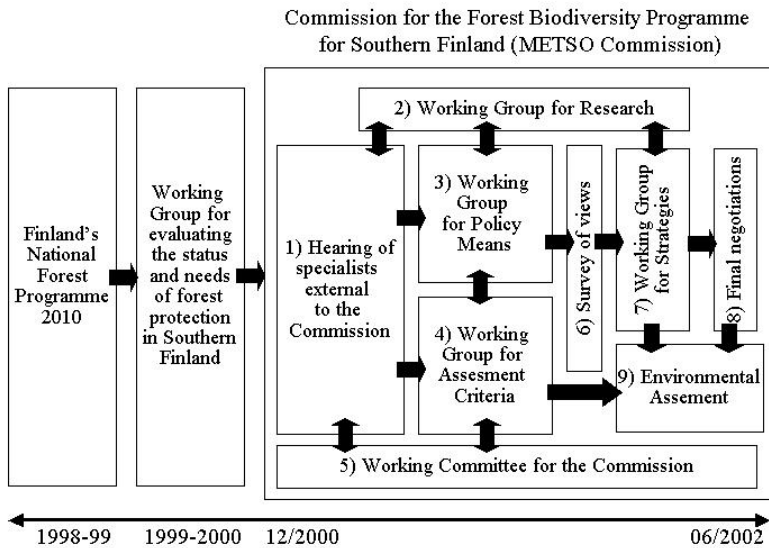 Commission for the Forest Biodiversity Programme
for Southern Finland (METSO Commission)
Finland's
National
Forest
Programme
2010
Working
Group for
evaluating
the status
and needs
of forest
protection
in Southern
Finland
1) Hearing of
specialists
external
to the
Commission
2) Working Group for Research
3) Working
Group
for Policy
Means
4) Working
Group for
Assesment
Criteria
5) Working Committee for the Commission
6) Survey of views
7) Working Group
for Strategies
8) Final negotiations
9) Environmental
Assement
1998-99
1999-2000
12/2000
06/2002